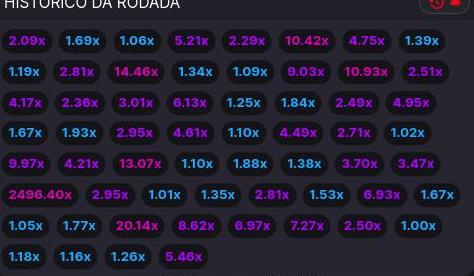 HISTÓRICO DA RODADA
2.09x 1.69x 1.06x 5.21x 2.29x 10.42x 4.75x 1.39x
1.19x 2.81x 14.46x 1.34x 1.09x 9.03x 10.93x 2.51x
4.17x 2.36x 3.01x 6.13x 1.25x 1.84x 2.49x 4.95x
1.67x 1.93x 2.95x 4.61x 1.10x 4.49x 2.71x 1.02x
9.97x 4.21x 13.07x 1.10x 1.88x 1.38x 3.70x 3.47x
2496.40x 2.95x 1.01x 1.35x 2.81x 1.53x 6.93x 1.67x
1.05x 1.77x 20.14x 8.62x 6.97x 7.27x 2.50x 1.00x
1.18x 1.16x 1.26x 5.46x